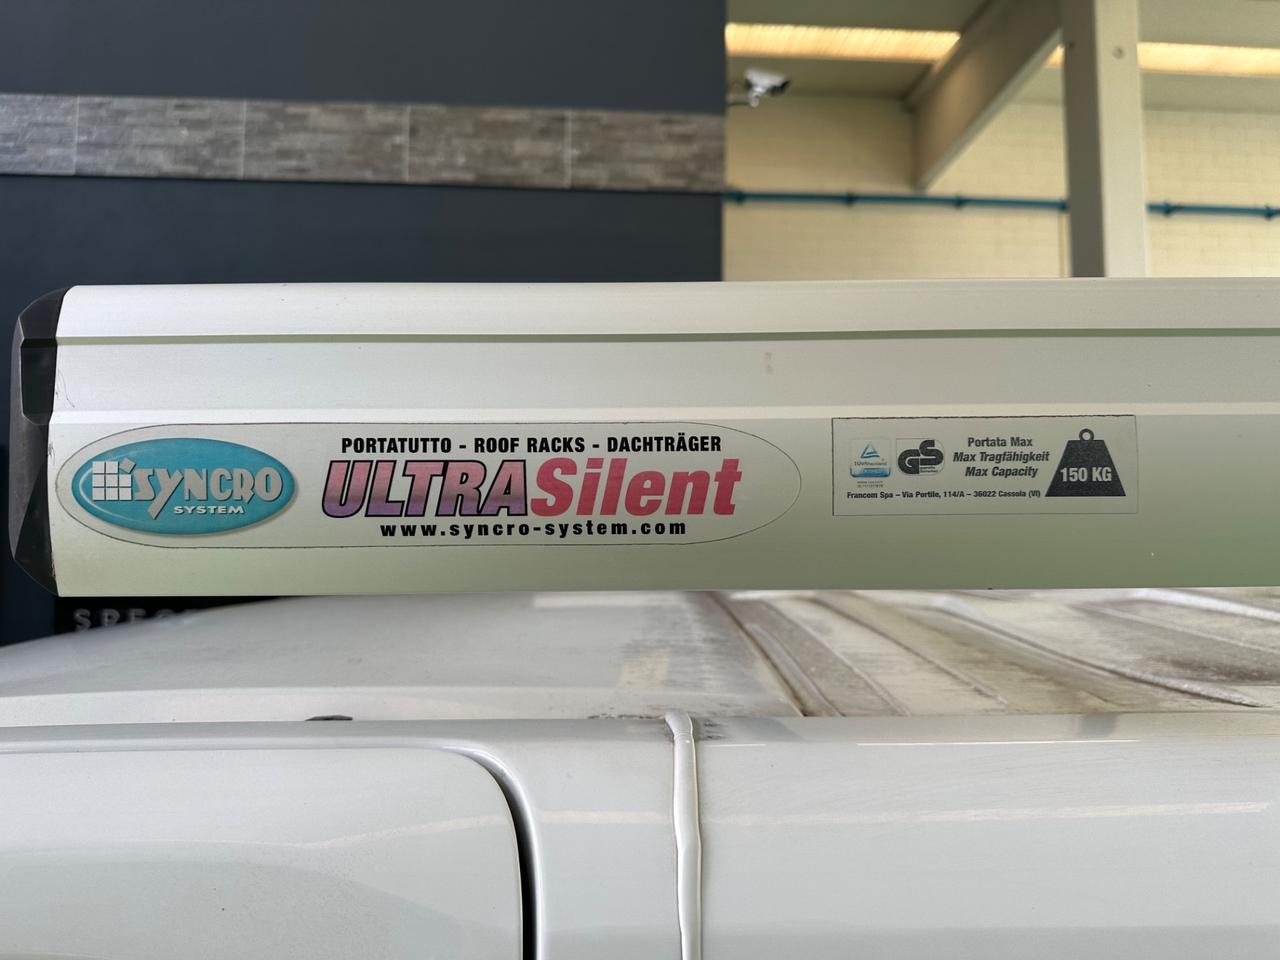 SYNCRO
SYSTEM
PORTATUTTO - ROOF RACKS - DACHTRÄGER
ULTRASilent
www.syncro-system.com
TÜVRheinland
GS
Portata Max
Max Tragfähigkeit
Max Capacity
150 KG
Francom Spa – Via Portile, 114/A – 36022 Cassola (VI)